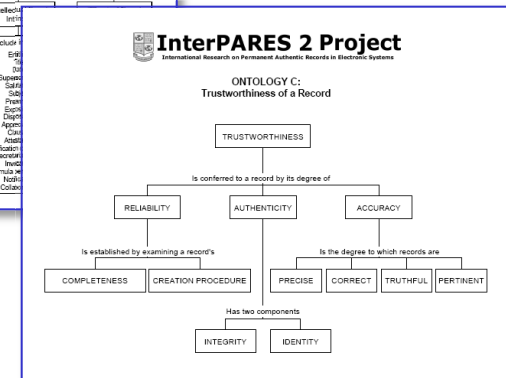 InterPARES 2 Project
International Research on Permanent Authentic Records in Electronic Systems
ONTOLOGY C:
Trustworthiness of a Record
TRUSTWORTHINESS
Is conferred to a record by its degree of
RELIABILITY AUTHENTICITY ACCURACY
Is established by examining a record's Is the degree to which records are
COMPLETENESS CREATION PROCEDURE PRECISE CORRECT TRUTHFUL PERTINENT
Has two components
INTEGRITY IDENTITY